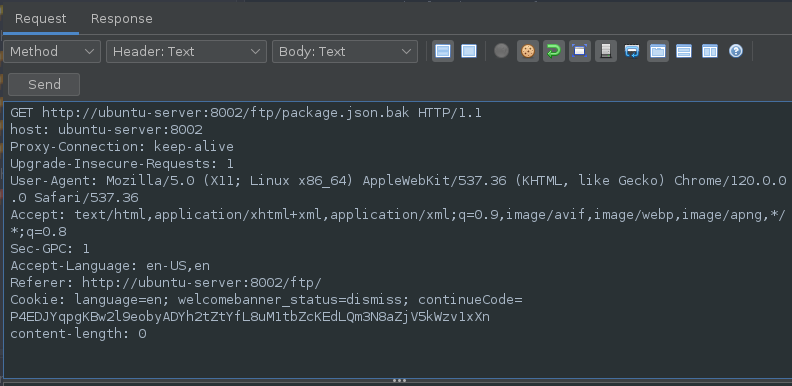 Request Response
Method Header: Text Body: Text
Send
GET http://ubuntu-server:8002/ftp/package.json.bak HTTP/1.1
host: ubuntu-server:8002
Proxy-Connection: keep-alive
Upgrade-Insecure-Requests: 1
User-Agent: Mozilla/5.0 (X11; Linux x86_64) AppleWebKit/537.36 (KHTML, like Gecko) Chrome/120.0.0
.0 Safari/537.36
Accept: text/html,application/xhtml+xml,application/xml;q=0.9,image/avif,image/webp,image/apng,*/
*;q=0.8
Sec-GPC: 1
Accept-Language: en-US,en
Referer: http://ubuntu-server:8002/ftp/
Cookie: language=en; welcomebanner_status=dismiss; continueCode=
P4EDJYqpgKBw2l9eobyADYh2tZtYfL8uM1tbZcKEdLQm3N8aZjV5kWzv1xXn
content-length: 0